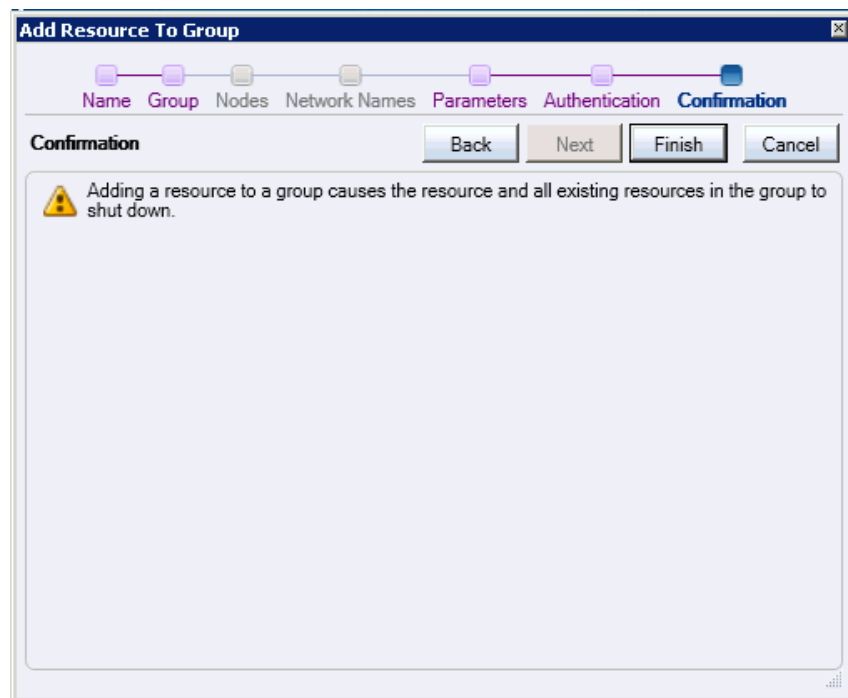 Add Resource To Group
Name Group Nodes Network Names Parameters Authentication Confirmation
Confirmation Back Next Finish Cancel
Adding a resource to a group causes the resource and all existing resources in the group to
shut down.